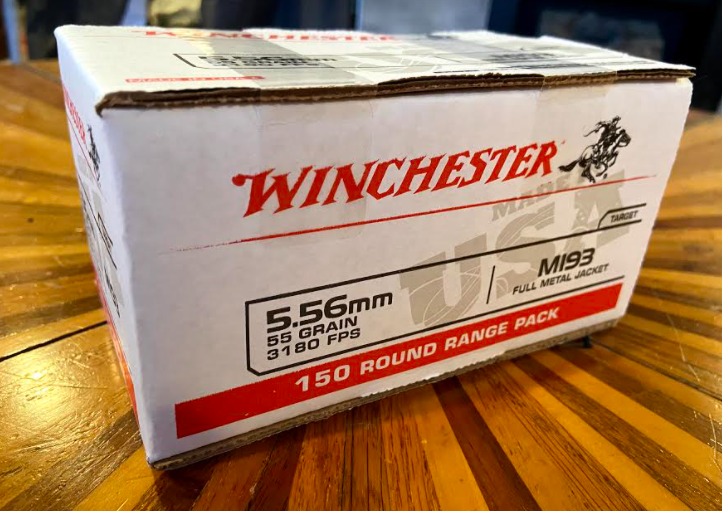 WINCHESTER
MADE IN
USA
TARGET
5.56mm
55 GRAIN
3180 FPS
M193
FULL METAL JACKET
150 ROUND RANGE PACK